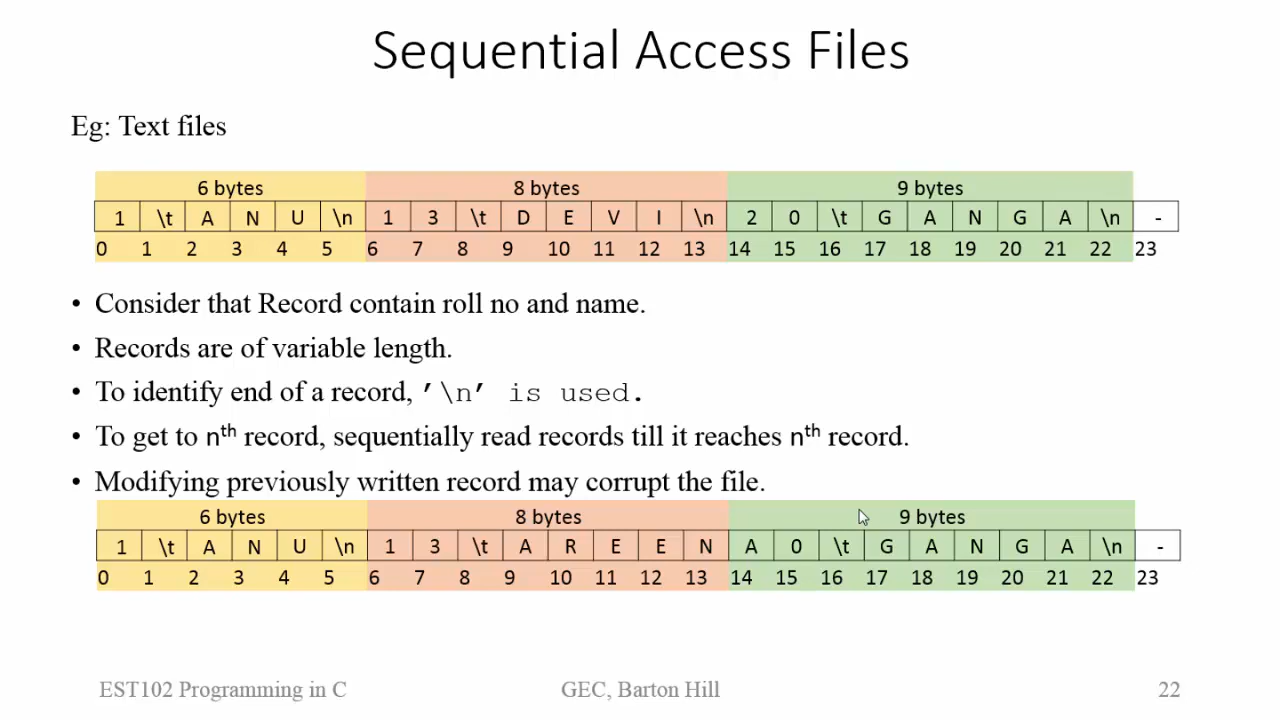 Sequential Access Files
Eg: Text files
6 bytes 8 bytes 9 bytes
1 \t A N U \n 1 3 \t D E V I \n 2 0 \t G A N G A \n -
0 1 2 3 4 5 6 7 8 9 10 11 12 13 14 15 16 17 18 19 20 21 22 23
• Consider that Record contain roll no and name.
• Records are of variable length.
• To identify end of a record, ’\n’ is used.
• To get to nth record, sequentially read records till it reaches nth record.
• Modifying previously written record may corrupt the file.
6 bytes 8 bytes 9 bytes
1 \t A N U \n 1 3 \t A R E E N A 0 \t G A N G A \n -
0 1 2 3 4 5 6 7 8 9 10 11 12 13 14 15 16 17 18 19 20 21 22 23
EST102 Programming in C GEC, Barton Hill 22